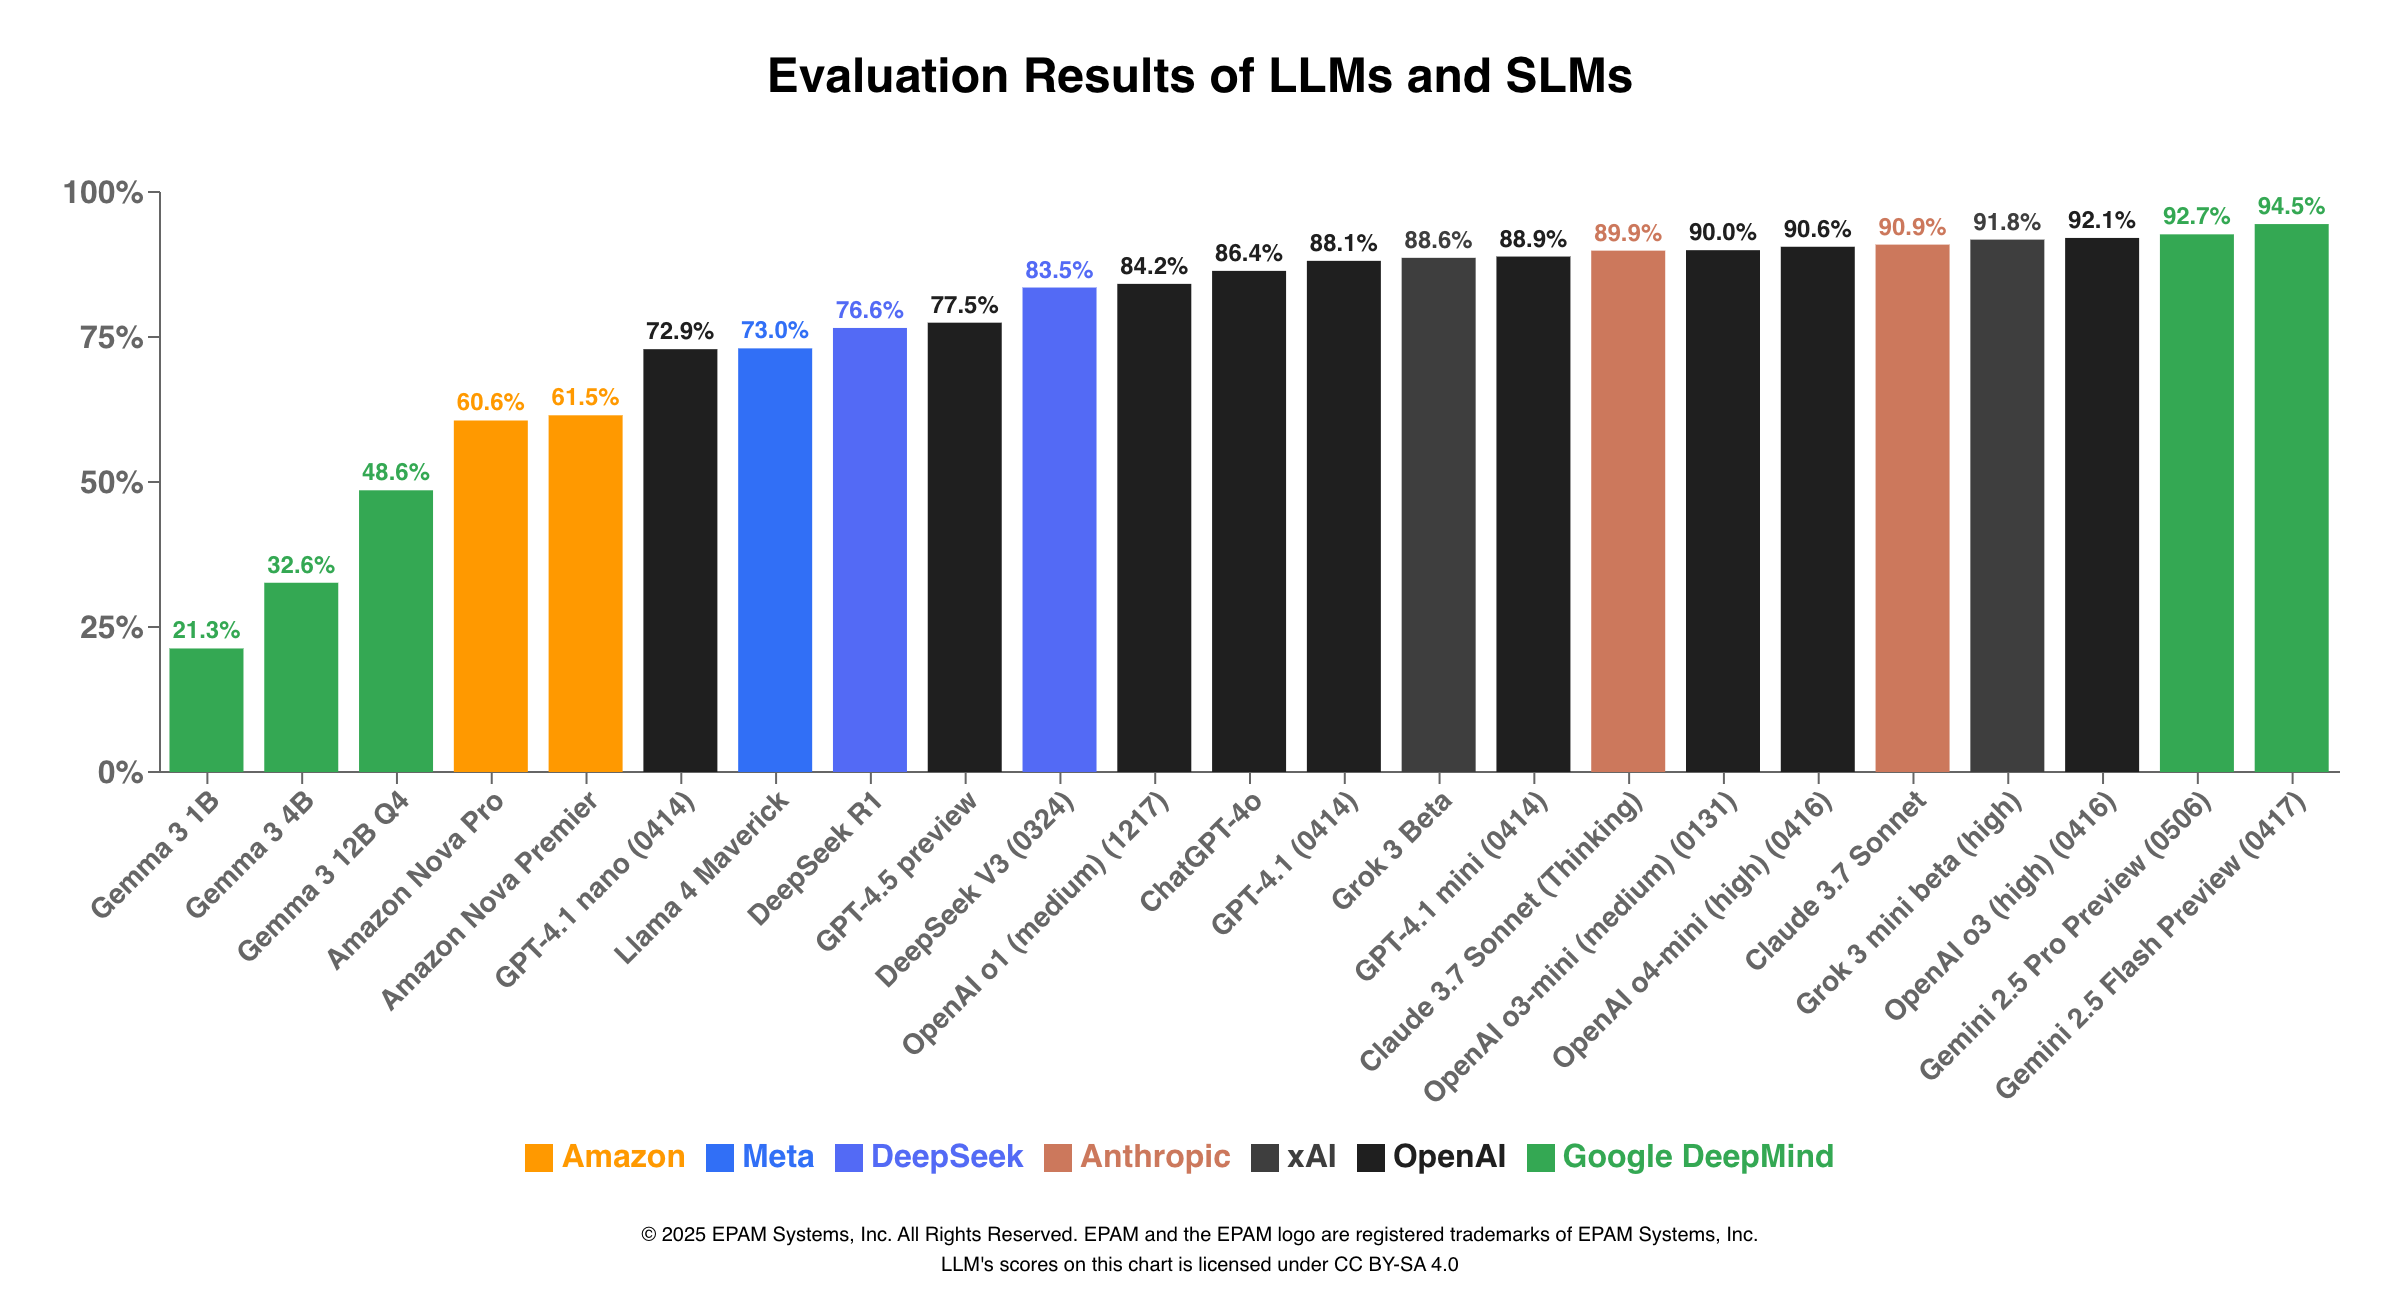 Evaluation Results of LLMs and SLMs
100%
75%
50%
25%
0%
21.3%
32.6%
48.6%
60.6%
61.5%
72.9%
73.0%
76.6%
77.5%
83.5%
84.2%
86.4%
88.1%
88.6%
88.9%
89.9%
90.0%
90.6%
90.9%
91.8%
92.1%
92.7%
94.5%
Gemma 3 1B
Gemma 3 4B
Gemma 3 12B Q4
Amazon Nova Pro
Amazon Nova Premier
GPT-4.1 nano (0414)
Llama 4 Maverick
DeepSeek R1
GPT-4.5 preview
DeepSeek V3 (0324)
OpenAI o1 (medium) (1217)
ChatGPT-4o
GPT-4.1 (0414)
Grok 3 Beta
GPT-4.1 mini (0414)
Claude 3.7 Sonnet (Thinking)
OpenAI o3-mini (medium) (0131)
OpenAI o4-mini (high) (0416)
Claude 3.7 Sonnet
Grok 3 mini beta (high)
OpenAI o3 (high) (0416)
Gemini 2.5 Pro Preview (0506)
Gemini 2.5 Flash Preview (0417)
Amazon Meta DeepSeek Anthropic xAI OpenAI Google DeepMind
© 2025 EPAM Systems, Inc. All Rights Reserved. EPAM and the EPAM logo are registered trademarks of EPAM Systems, Inc.
LLM's scores on this chart is licensed under CC BY-SA 4.0